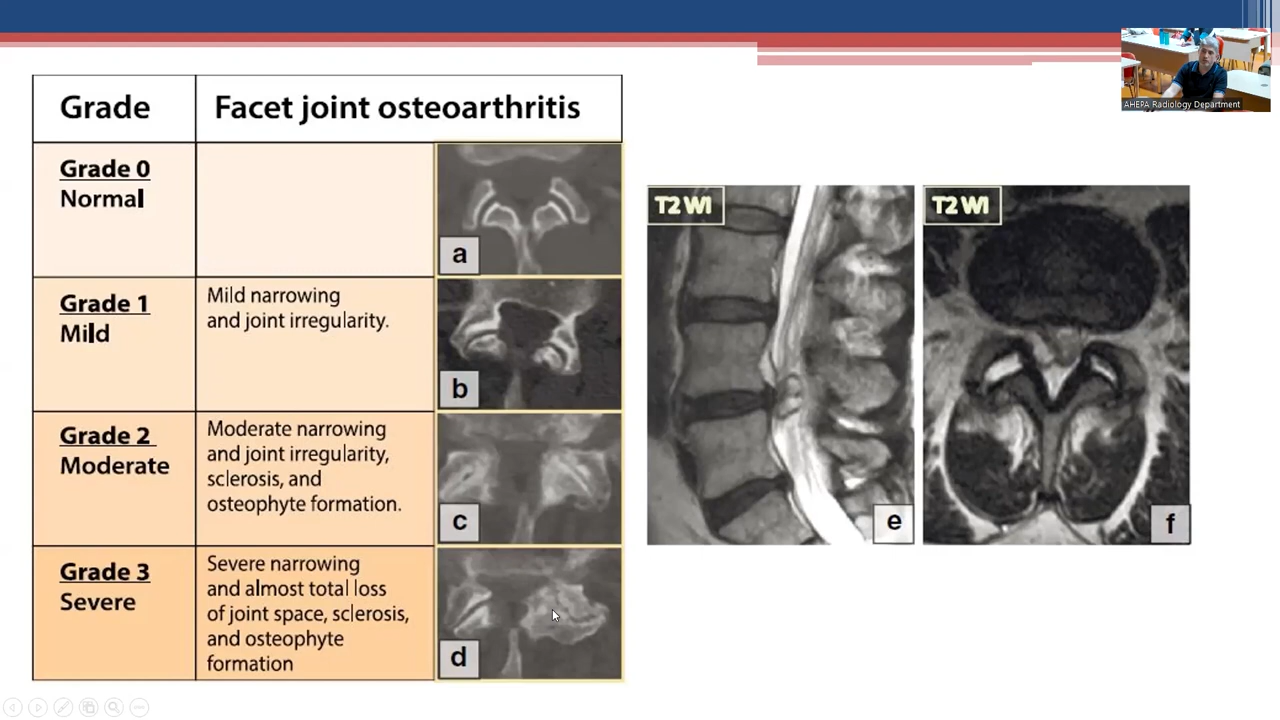 AHEPA Radiology Department
Grade
Facet joint osteoarthritis
Grade 0
Normal
a
Grade 1
Mild
Mild narrowing
and joint irregularity.
b
Grade 2
Moderate
Moderate narrowing
and joint irregularity,
sclerosis, and
osteophyte formation.
c
Grade 3
Severe
Severe narrowing
and almost total loss
of joint space, sclerosis,
and osteophyte
formation
d
T2 WI
e
T2 WI
f